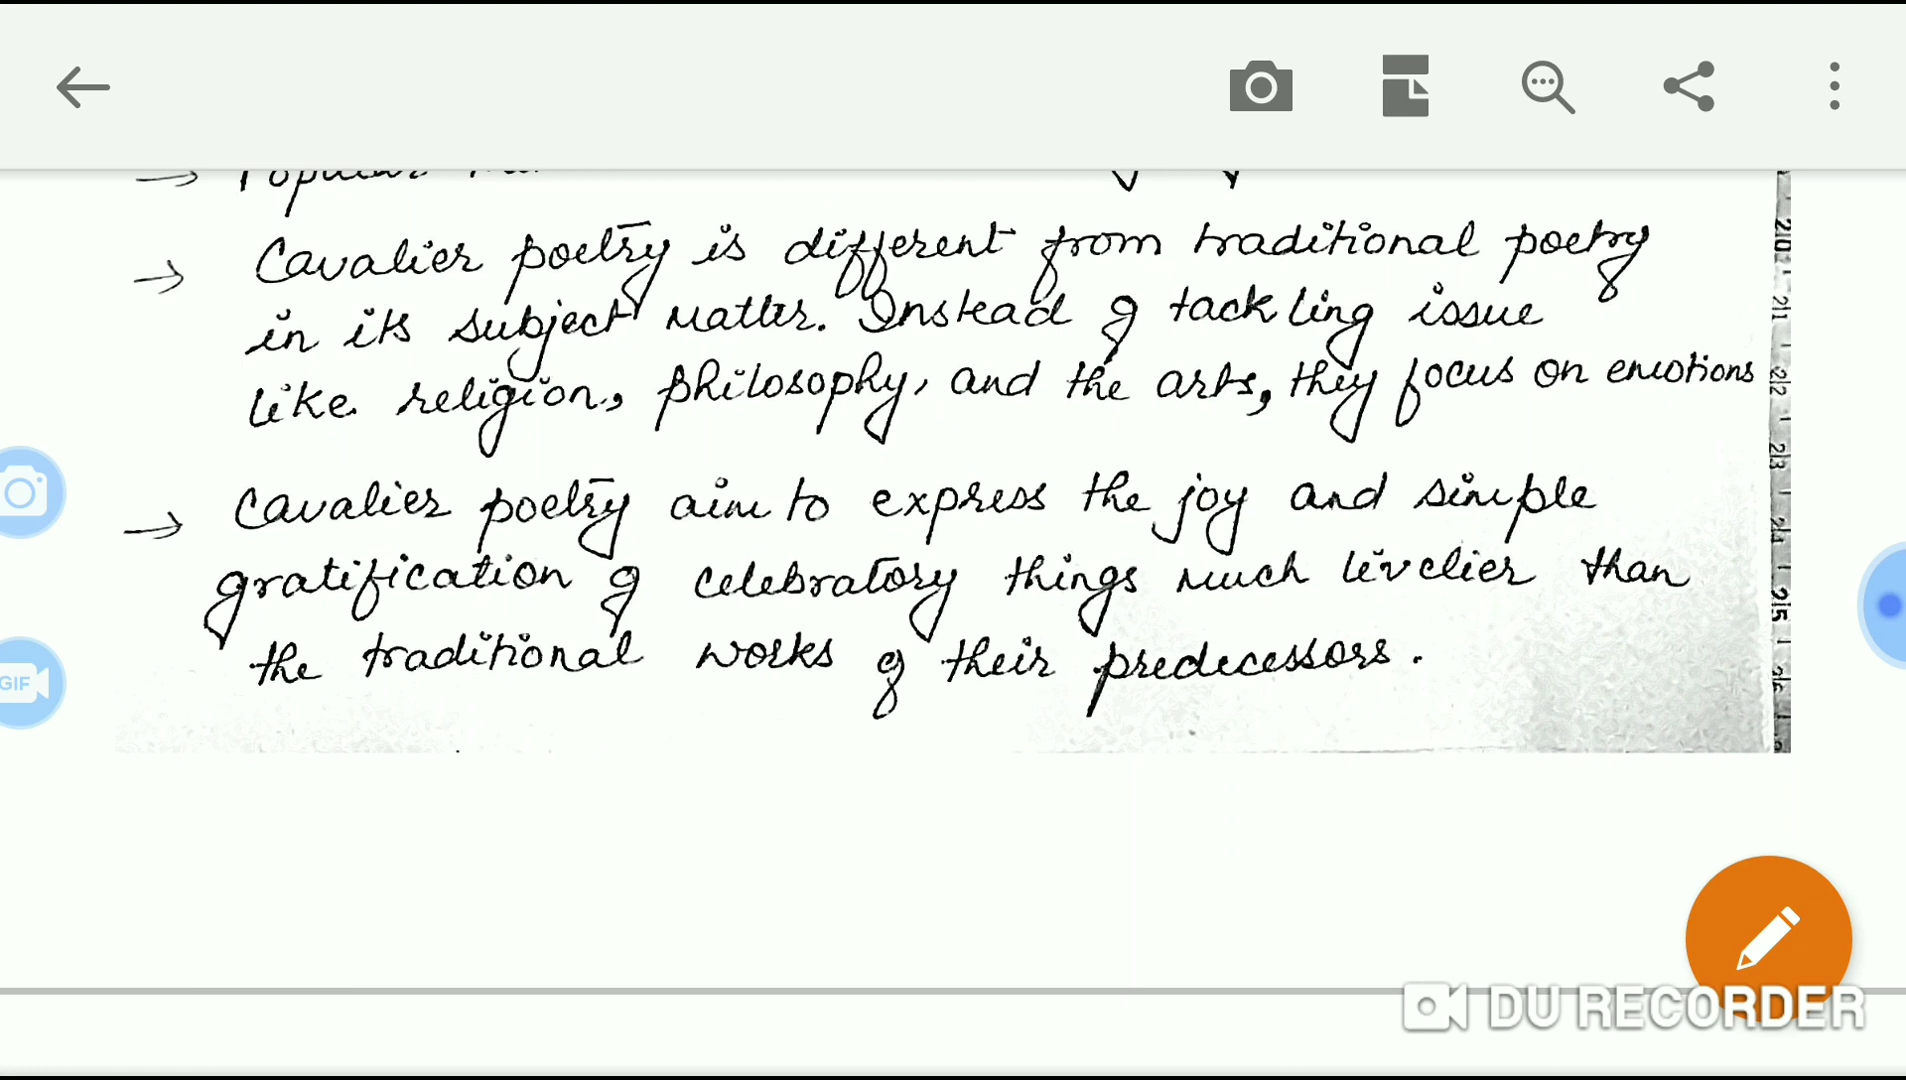 → Popular
→ Cavalier poetry is different from traditional poetry
in its subject matter. Instead of tackling issue
like religion, philosophy, and the arts, they focus on emotions
→ Cavalier poetry aim to express the joy and simple
gratification of celebratory things much livelier than
the traditional works of their predecessors.
GIF
DU RECORDER